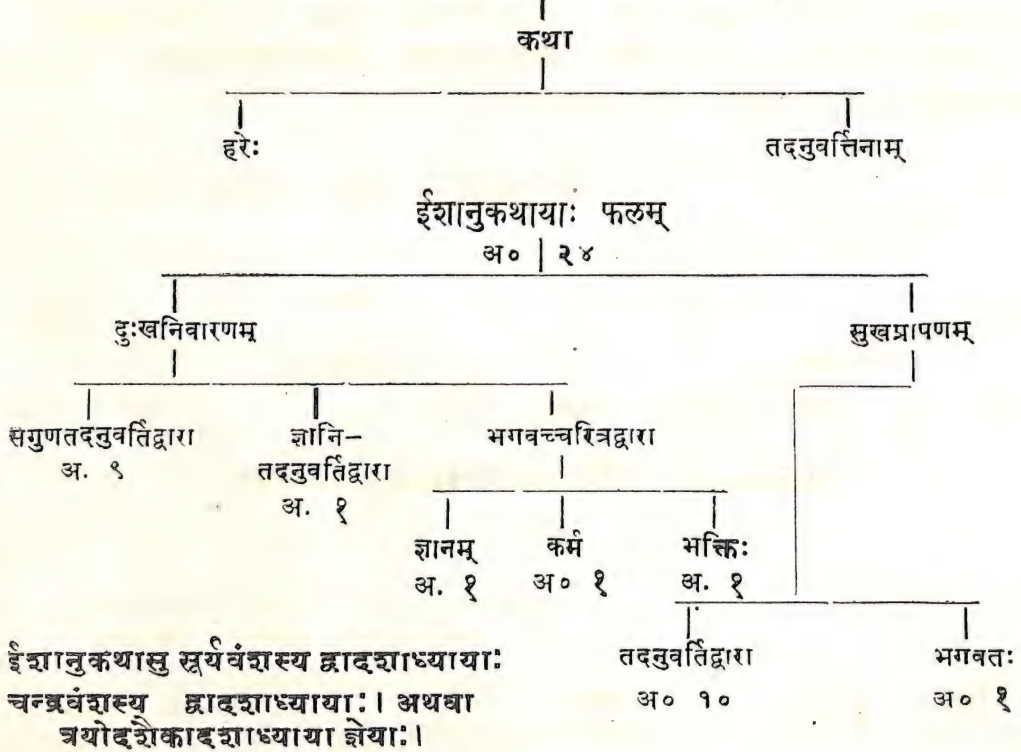 कथा
हरेः तदनुवर्त्तिनाम्
ईशानुकथायाः फलम्
अ० २४
दुःखनिवारणम् सुखप्रापणम्
सगुणतदनुवर्तिद्वारा ज्ञानि– भगवच्चरित्रद्वारा
अ. ९ तदनुवर्तिद्वारा
अ. १
ज्ञानम् कर्म भक्तिः
अ. १ अ० १ अ. १
ईशानुकथासु सूर्यवंशस्य द्वादशाध्यायाः तदनुवर्तिद्वारा भगवतः
चन्द्रवंशस्य द्वादशाध्यायाः। अथवा अ० १० अ० १
त्रयोदशैकादशाध्याया ज्ञेयाः।